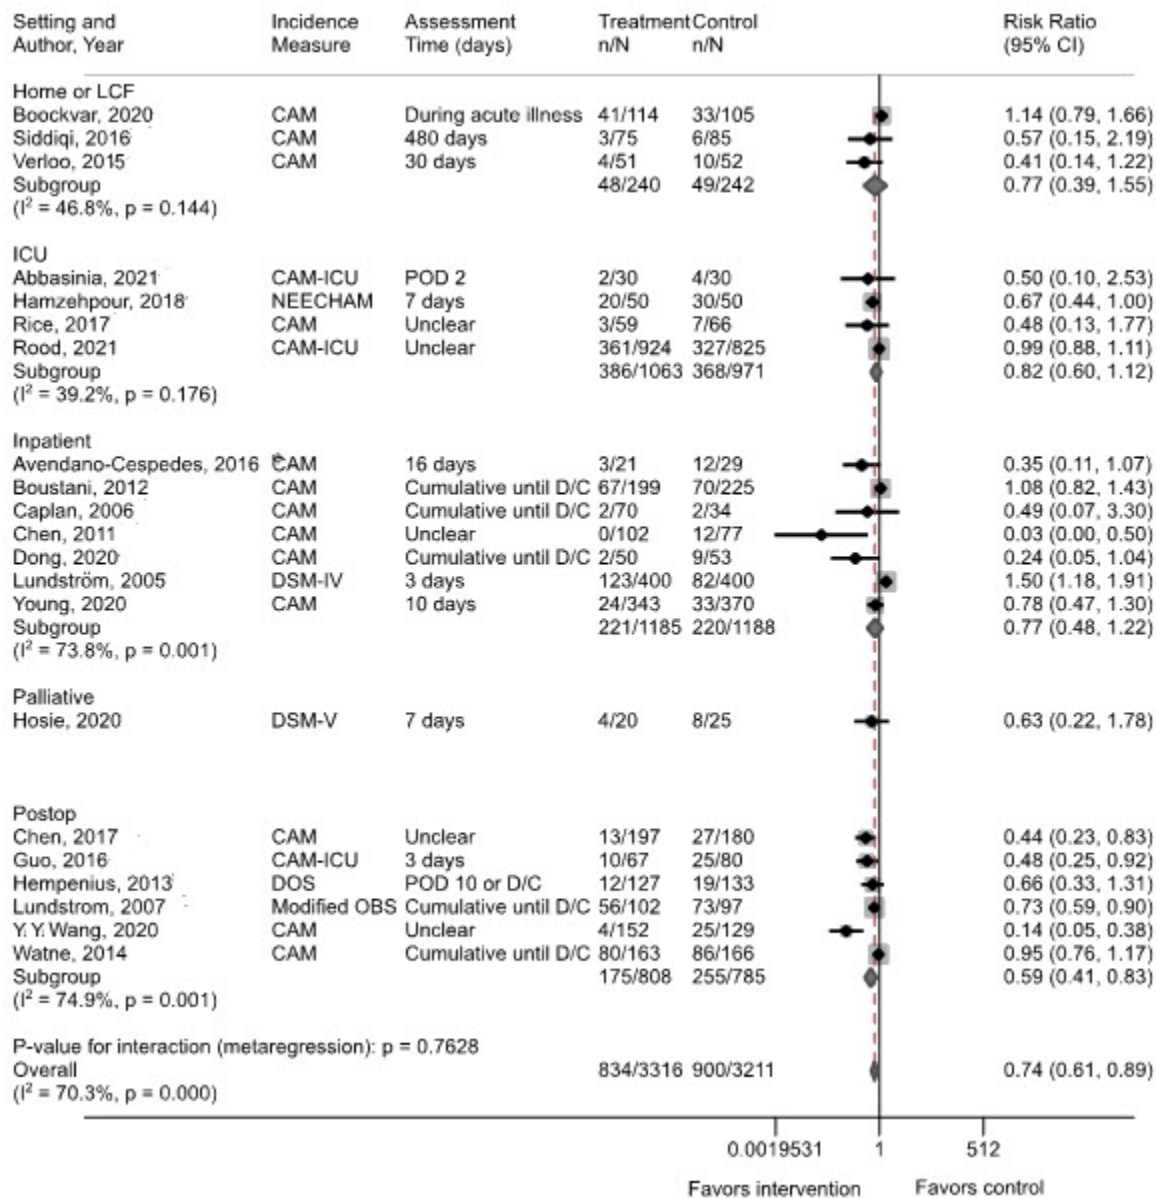 Setting and Incidence Assessment Treatment Control Risk Ratio
Author, Year Measure Time (days) n/N n/N (95% CI)
Home or LCF
Boockvar, 2020 CAM During acute illness 41/114 33/105 1.14 (0.79, 1.66)
Siddiqi, 2016 CAM 480 days 3/75 6/85 0.57 (0.15, 2.19)
Verloo, 2015 CAM 30 days 4/51 10/52 0.41 (0.14, 1.22)
Subgroup 48/240 49/242 0.77 (0.39, 1.55)
(I² = 46.8%, p = 0.144)
ICU
Abbasinia, 2021 CAM-ICU POD 2 2/30 4/30 0.50 (0.10, 2.53)
Hamzehpour, 2018 NEECHAM 7 days 20/50 30/50 0.67 (0.44, 1.00)
Rice, 2017 CAM Unclear 3/59 7/66 0.48 (0.13, 1.77)
Rood, 2021 CAM-ICU Unclear 361/924 327/825 0.99 (0.88, 1.11)
Subgroup 386/1063 368/971 0.82 (0.60, 1.12)
(I² = 39.2%, p = 0.176)
Inpatient
Avendano-Cespedes, 2016 CAM 16 days 3/21 12/29 0.35 (0.11, 1.07)
Boustani, 2012 CAM Cumulative until D/C 67/199 70/225 1.08 (0.82, 1.43)
Caplan, 2006 CAM Cumulative until D/C 2/70 2/34 0.49 (0.07, 3.30)
Chen, 2011 CAM Unclear 0/102 12/77 0.03 (0.00, 0.50)
Dong, 2020 CAM Cumulative until D/C 2/50 9/53 0.24 (0.05, 1.04)
Lundström, 2005 DSM-IV 3 days 123/400 82/400 1.50 (1.18, 1.91)
Young, 2020 CAM 10 days 24/343 33/370 0.78 (0.47, 1.30)
Subgroup 221/1185 220/1188 0.77 (0.48, 1.22)
(I² = 73.8%, p = 0.001)
Palliative
Hosie, 2020 DSM-V 7 days 4/20 8/25 0.63 (0.22, 1.78)
Postop
Chen, 2017 CAM Unclear 13/197 27/180 0.44 (0.23, 0.83)
Guo, 2016 CAM-ICU 3 days 10/67 25/80 0.48 (0.25, 0.92)
Hempenius, 2013 DOS POD 10 or D/C 12/127 19/133 0.66 (0.33, 1.31)
Lundstrom, 2007 Modified OBS Cumulative until D/C 56/102 73/97 0.73 (0.59, 0.90)
Y.Y.Wang, 2020 CAM Unclear 4/152 25/129 0.14 (0.05, 0.38)
Watne, 2014 CAM Cumulative until D/C 80/163 86/166 0.95 (0.76, 1.17)
Subgroup 175/808 255/785 0.59 (0.41, 0.83)
(I² = 74.9%, p = 0.001)
P-value for interaction (metaregression): p = 0.7628
Overall 834/3316 900/3211 0.74 (0.61, 0.89)
(I² = 70.3%, p = 0.000)
0.0019531 1 512
Favors intervention Favors control